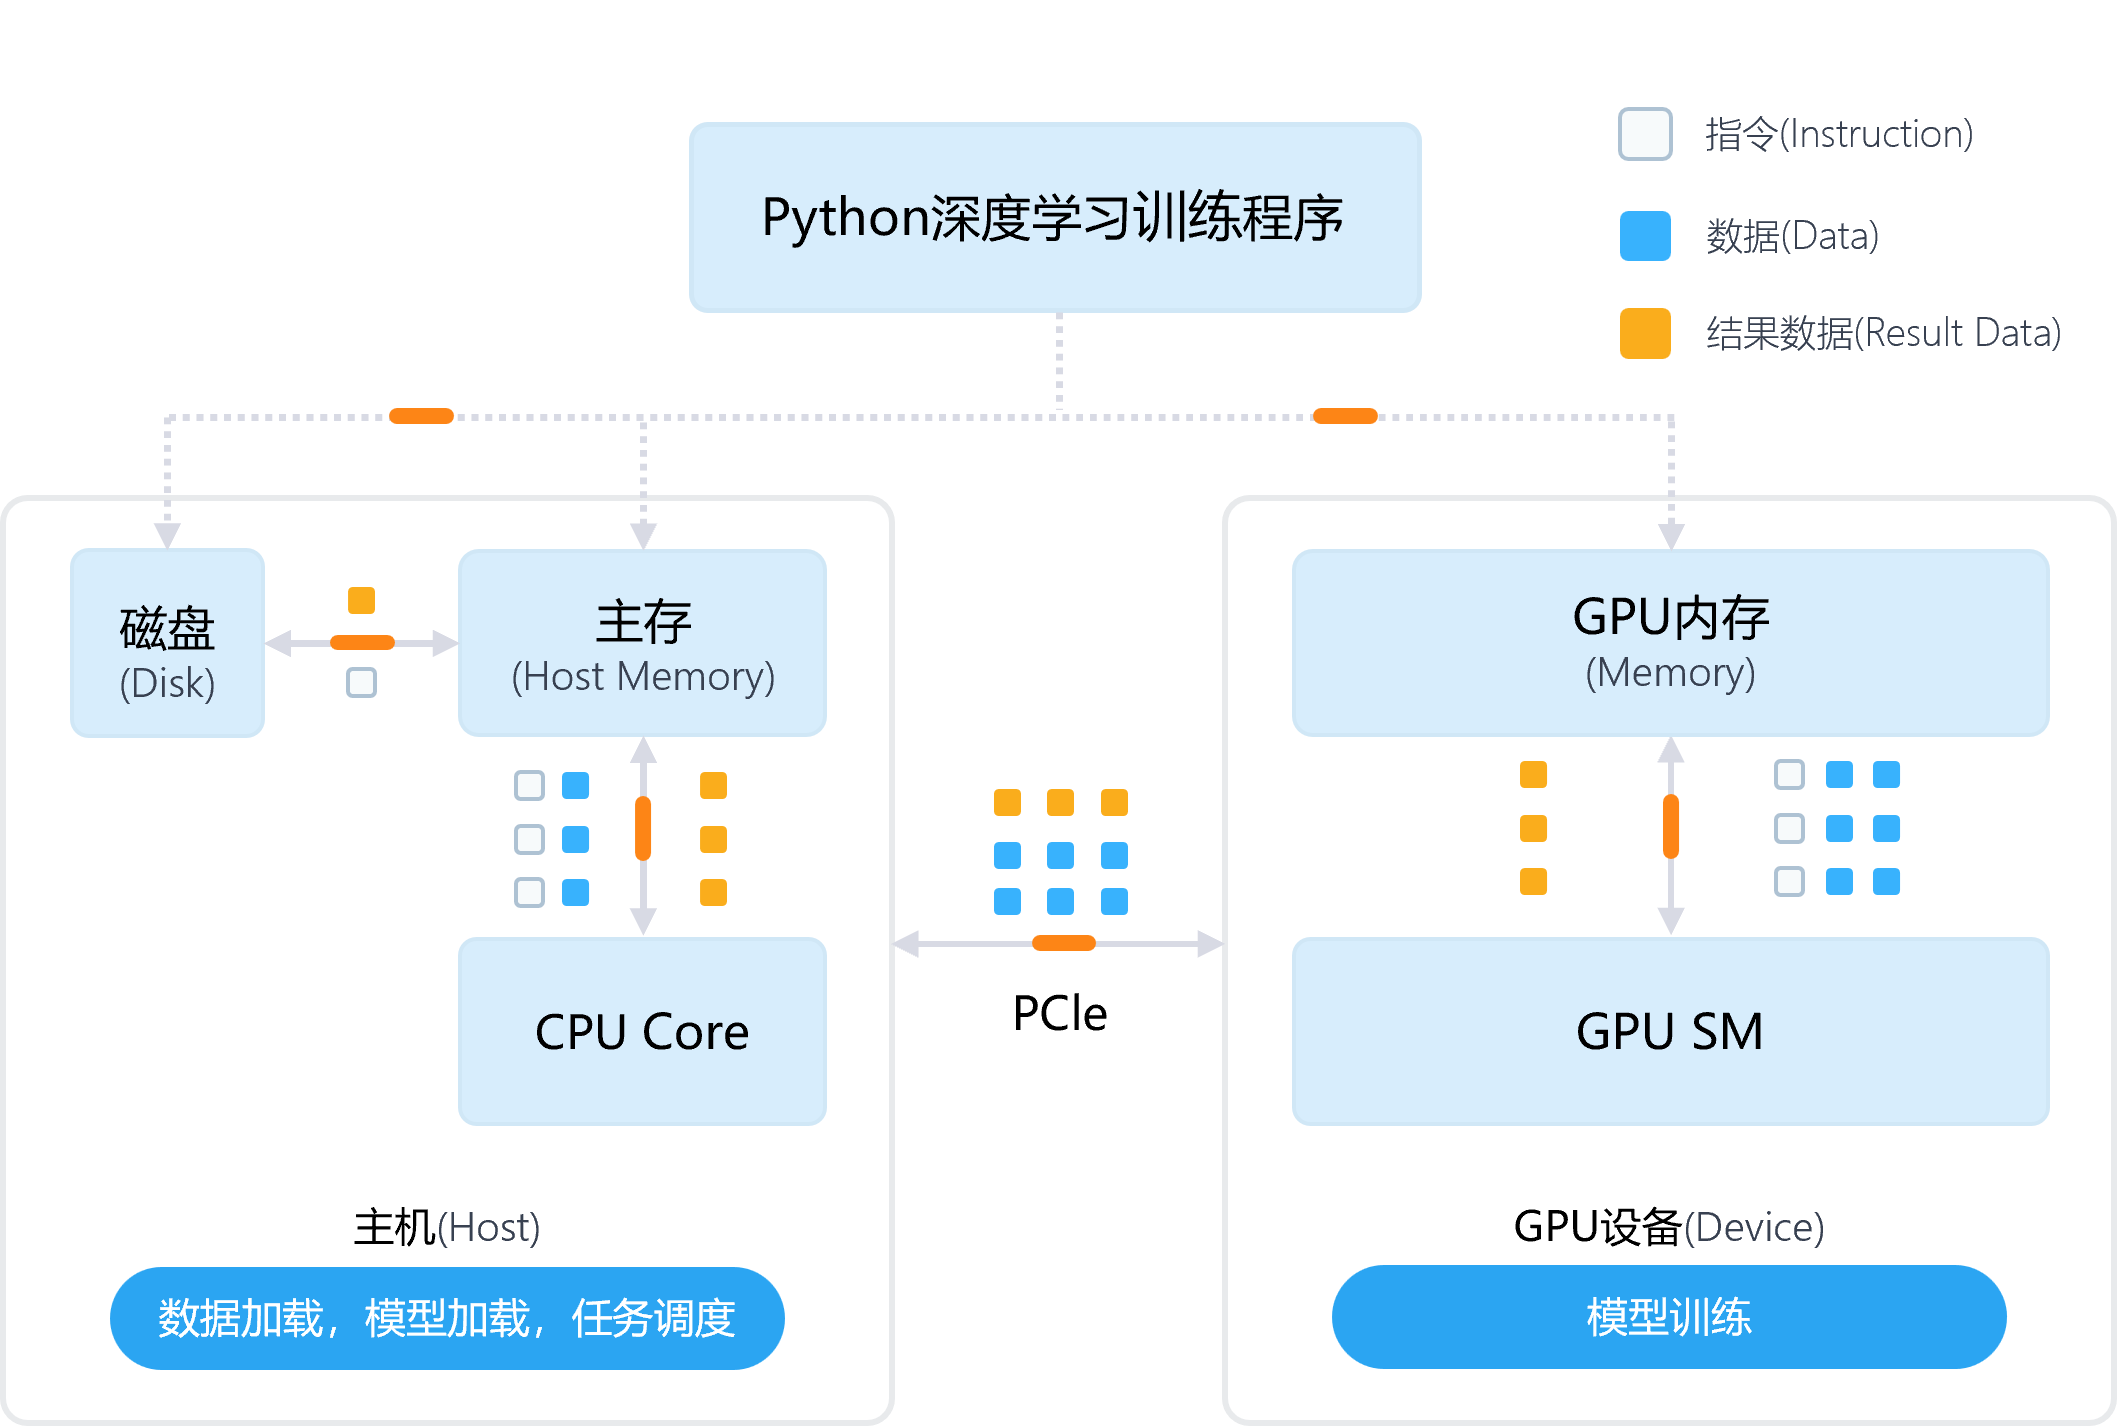 Python深度学习训练程序
指令(Instruction)
数据(Data)
结果数据(Result Data)
磁盘
(Disk)
主存
(Host Memory)
CPU Core
主机(Host)
数据加载，模型加载，任务调度
PCIe
GPU内存
(Memory)
GPU SM
GPU设备(Device)
模型训练